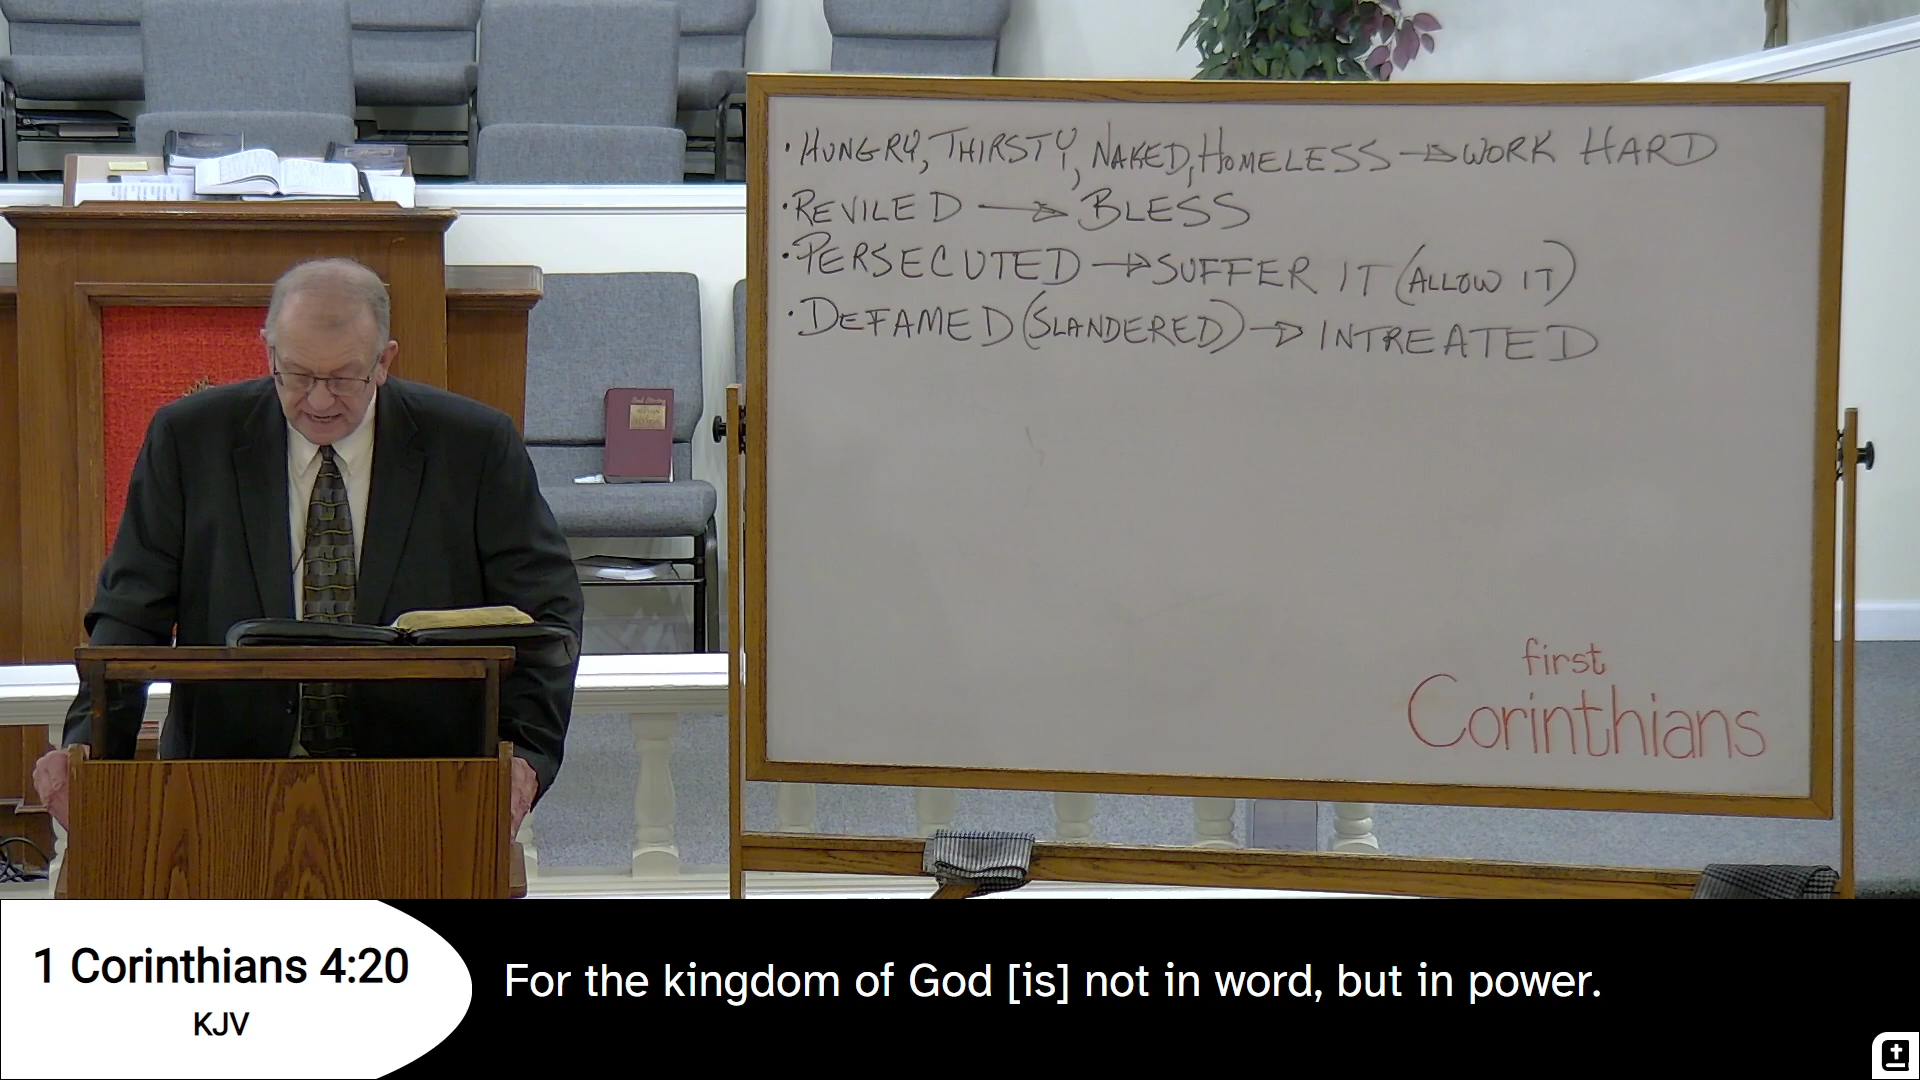 · HUNGRY, THIRSTY, NAKED, HOMELESS → WORK HARD
· REVILED → BLESS
· PERSECUTED → SUFFER IT (ALLOW IT)
· DEFAMED (SLANDERED) → INTREATED
first
Corinthians
1 Corinthians 4:20
KJV
For the kingdom of God [is] not in word, but in power.